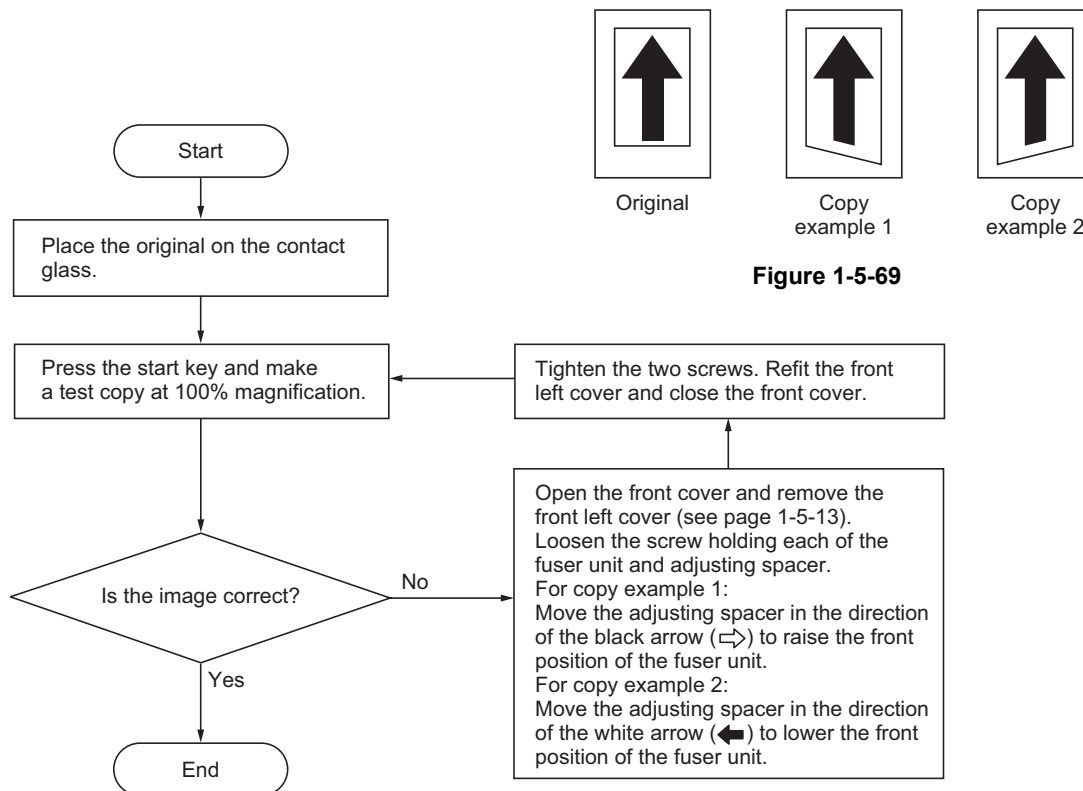 Original
Copy
example 1
Copy
example 2
Figure 1-5-69
Start
Place the original on the contact
glass.
Press the start key and make
a test copy at 100% magnification.
Tighten the two screws. Refit the front
left cover and close the front cover.
Is the image correct?
No
Yes
End
Open the front cover and remove the
front left cover (see page 1-5-13).
Loosen the screw holding each of the
fuser unit and adjusting spacer.
For copy example 1:
Move the adjusting spacer in the direction
of the black arrow (⇨) to raise the front
position of the fuser unit.
For copy example 2:
Move the adjusting spacer in the direction
of the white arrow (⬅) to lower the front
position of the fuser unit.